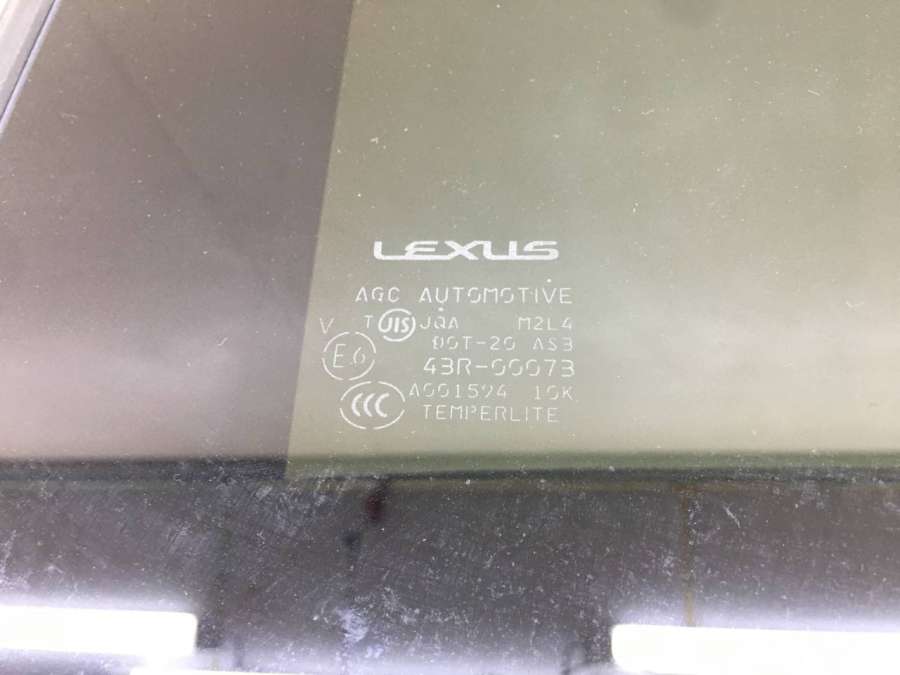 LEXUS
AGC AUTOMOTIVE
V T JIS JQA M2L4
DOT-20 AS3
E6 43R-00073
A001594 10K
CCC TEMPERLITE